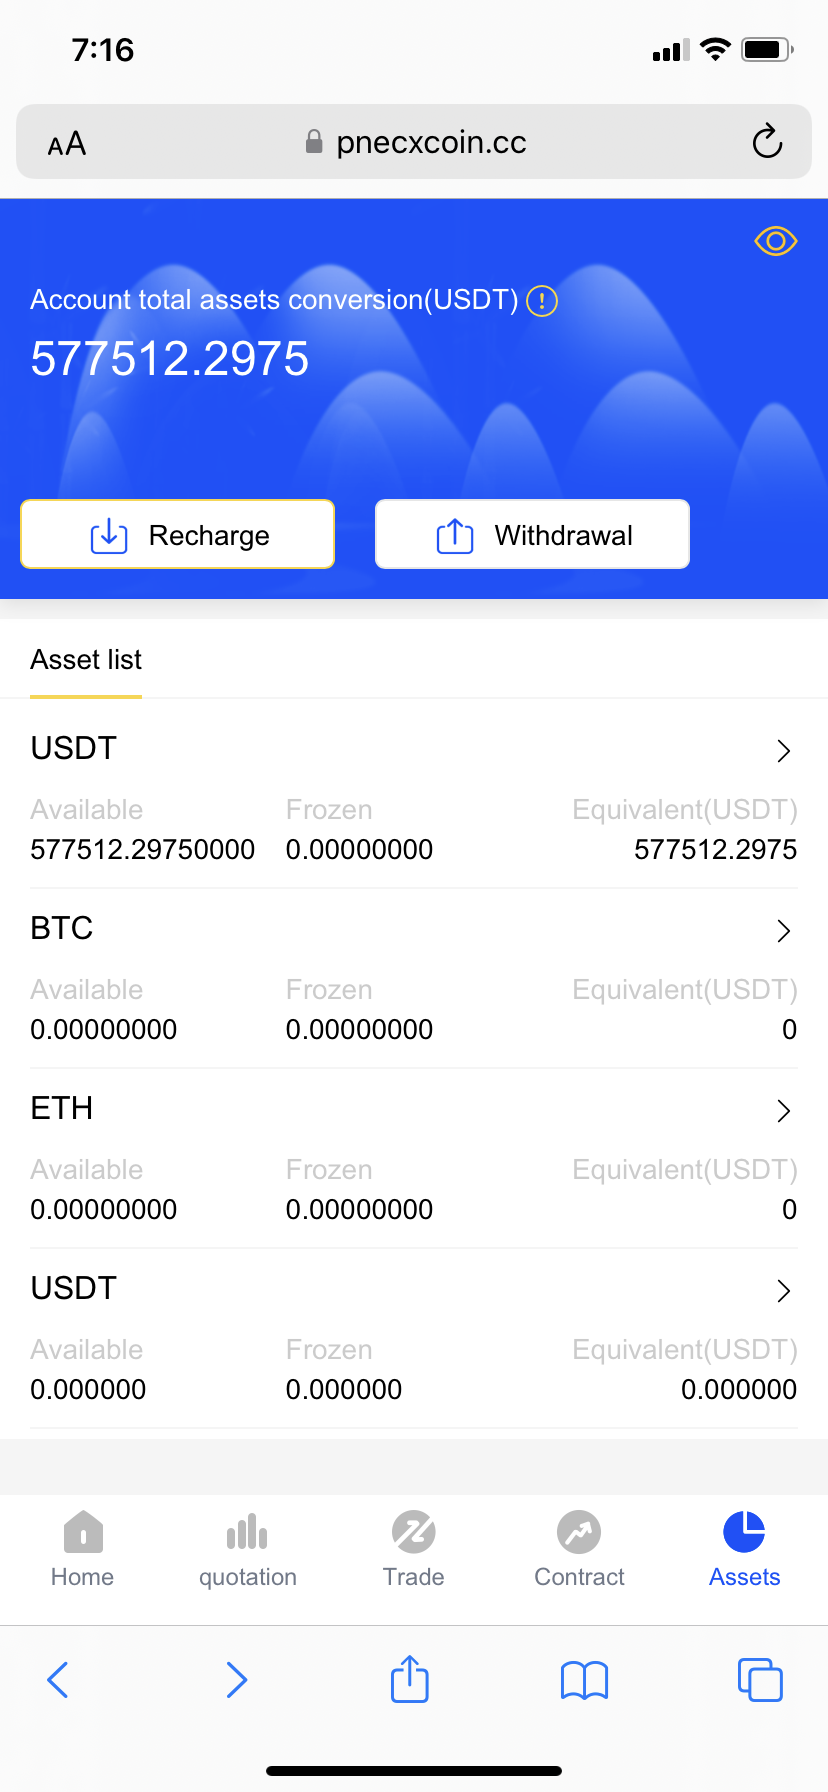 7:16
AA pnecxcoin.cc
Account total assets conversion(USDT) !
577512.2975
Recharge Withdrawal
Asset list
USDT
Available Frozen Equivalent(USDT)
577512.29750000 0.00000000 577512.2975
BTC
Available Frozen Equivalent(USDT)
0.00000000 0.00000000 0
ETH
Available Frozen Equivalent(USDT)
0.00000000 0.00000000 0
USDT
Available Frozen Equivalent(USDT)
0.000000 0.000000 0.000000
Home quotation Trade Contract Assets